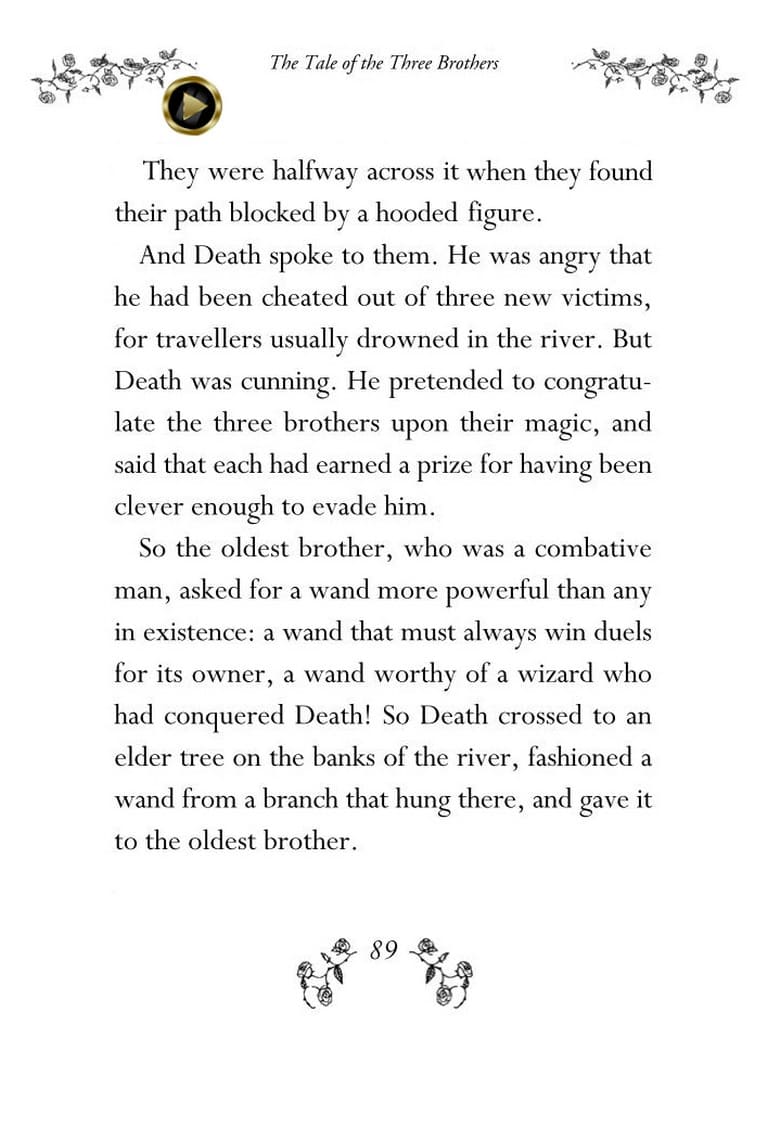 The Tale of the Three Brothers
They were halfway across it when they found
their path blocked by a hooded figure.
And Death spoke to them. He was angry that
he had been cheated out of three new victims,
for travellers usually drowned in the river. But
Death was cunning. He pretended to congratu-
late the three brothers upon their magic, and
said that each had earned a prize for having been
clever enough to evade him.
So the oldest brother, who was a combative
man, asked for a wand more powerful than any
in existence: a wand that must always win duels
for its owner, a wand worthy of a wizard who
had conquered Death! So Death crossed to an
elder tree on the banks of the river, fashioned a
wand from a branch that hung there, and gave it
to the oldest brother.
89